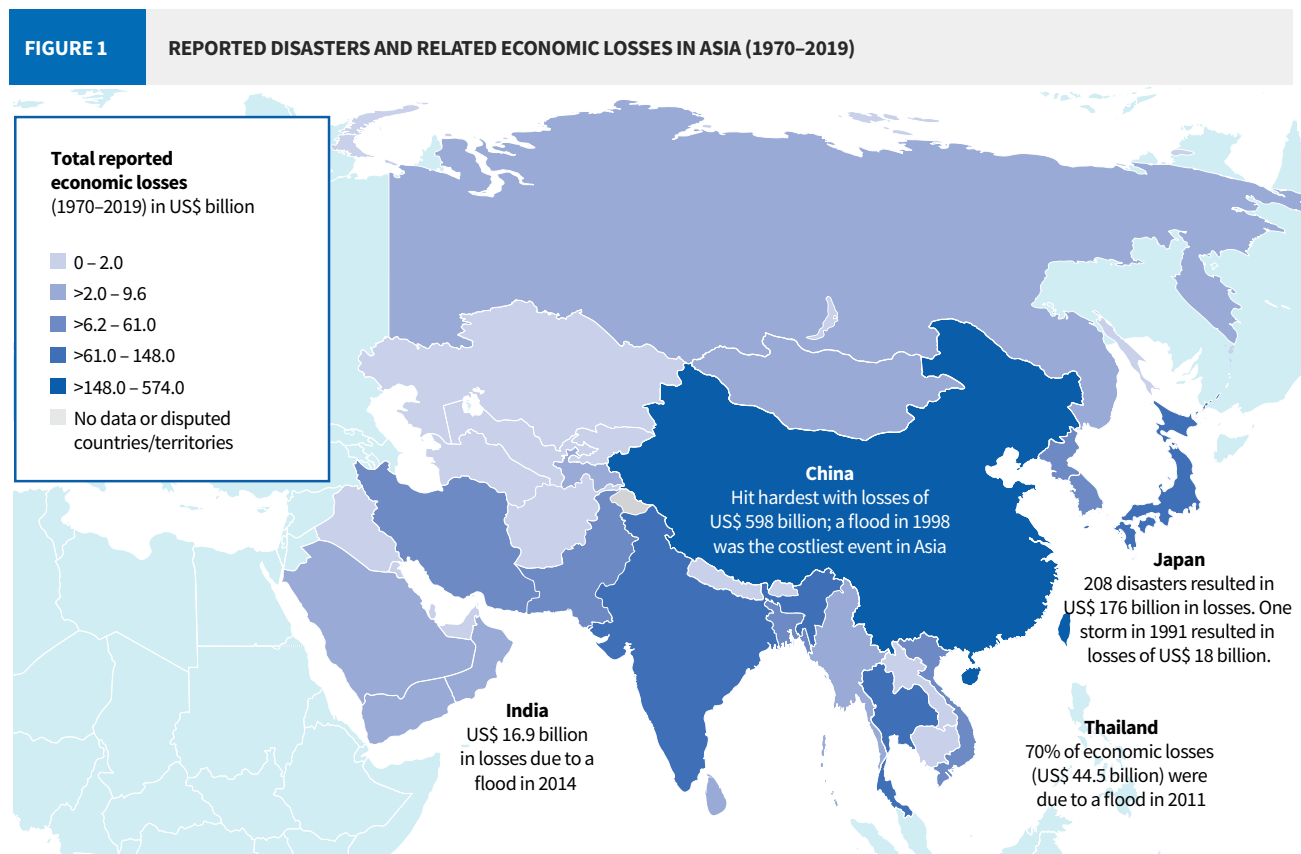 FIGURE 1
REPORTED DISASTERS AND RELATED ECONOMIC LOSSES IN ASIA (1970–2019)
Total reported
economic losses
(1970–2019) in US$ billion
0 – 2.0
>2.0 – 9.6
>6.2 – 61.0
>61.0 – 148.0
>148.0 – 574.0
No data or disputed
countries/territories
China
Hit hardest with losses of
US$ 598 billion; a flood in 1998
was the costliest event in Asia
Japan
208 disasters resulted in
US$ 176 billion in losses. One
storm in 1991 resulted in
losses of US$ 18 billion.
India
US$ 16.9 billion
in losses due to a
flood in 2014
Thailand
70% of economic losses
(US$ 44.5 billion) were
due to a flood in 2011